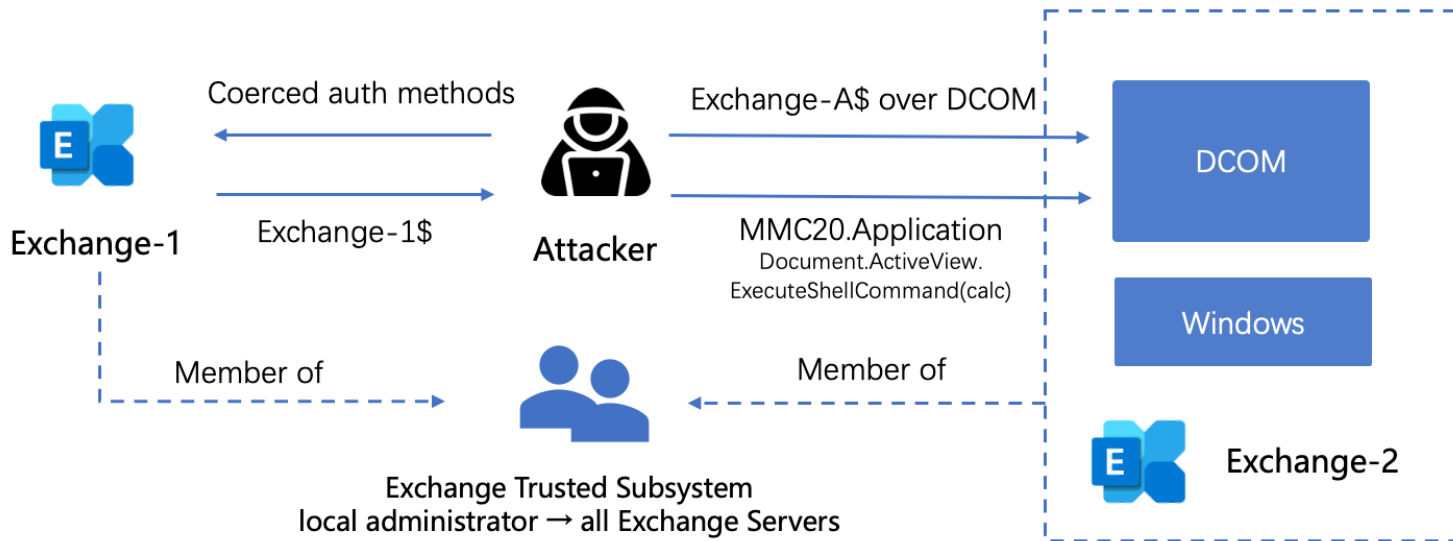 Coerced auth methods
Exchange-A$ over DCOM
E
DCOM
Exchange-1$
Exchange-1
Attacker
MMC20.Application
Document.ActiveView.
ExecuteShellCommand(calc)
Windows
Member of
Member of
E
Exchange-2
Exchange Trusted Subsystem
local administrator → all Exchange Servers